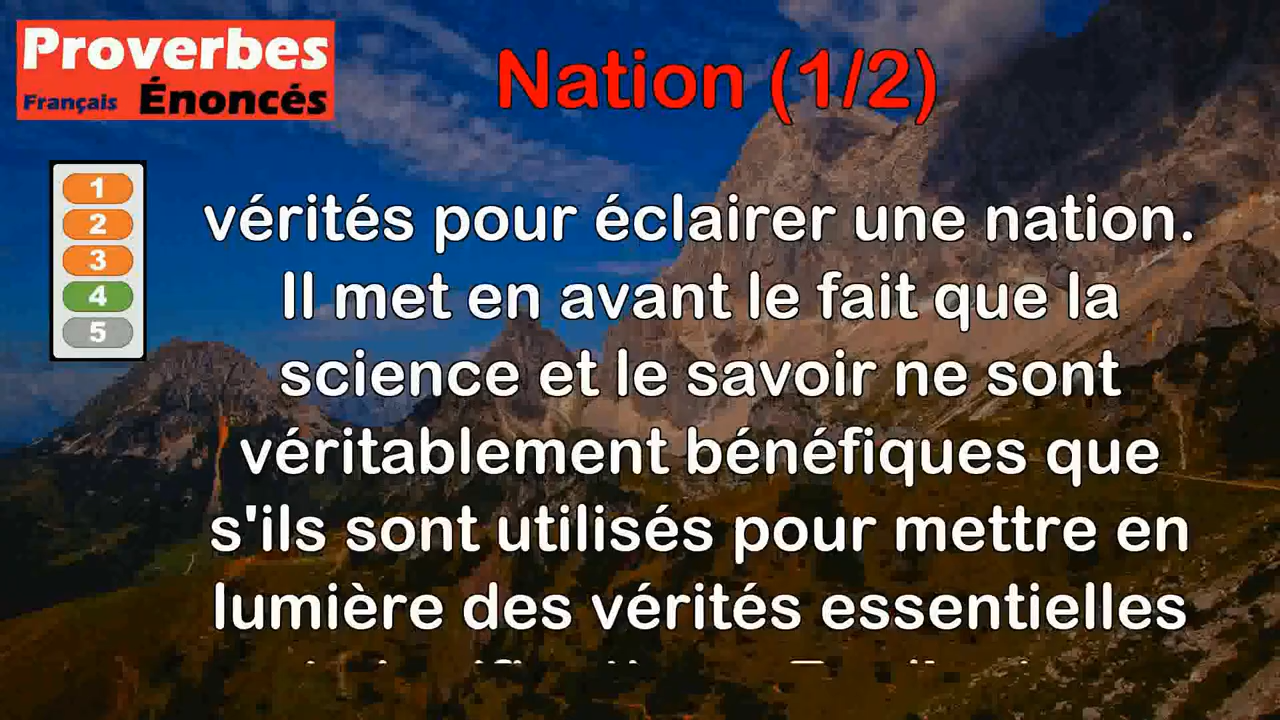 Proverbes
Français Énoncés
Nation (1/2)
1
2
3
4
5
vérités pour éclairer une nation.
Il met en avant le fait que la
science et le savoir ne sont
véritablement bénéfiques que
s'ils sont utilisés pour mettre en
lumière des vérités essentielles